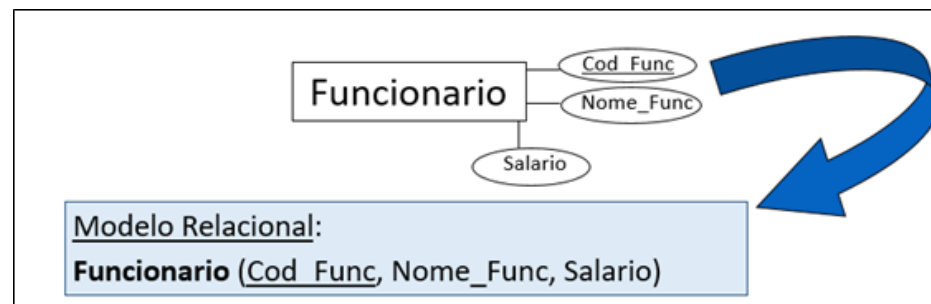 Funcionario
Cod_Func
Nome_Func
Salario
Modelo Relacional:
Funcionario (Cod_Func, Nome_Func, Salario)